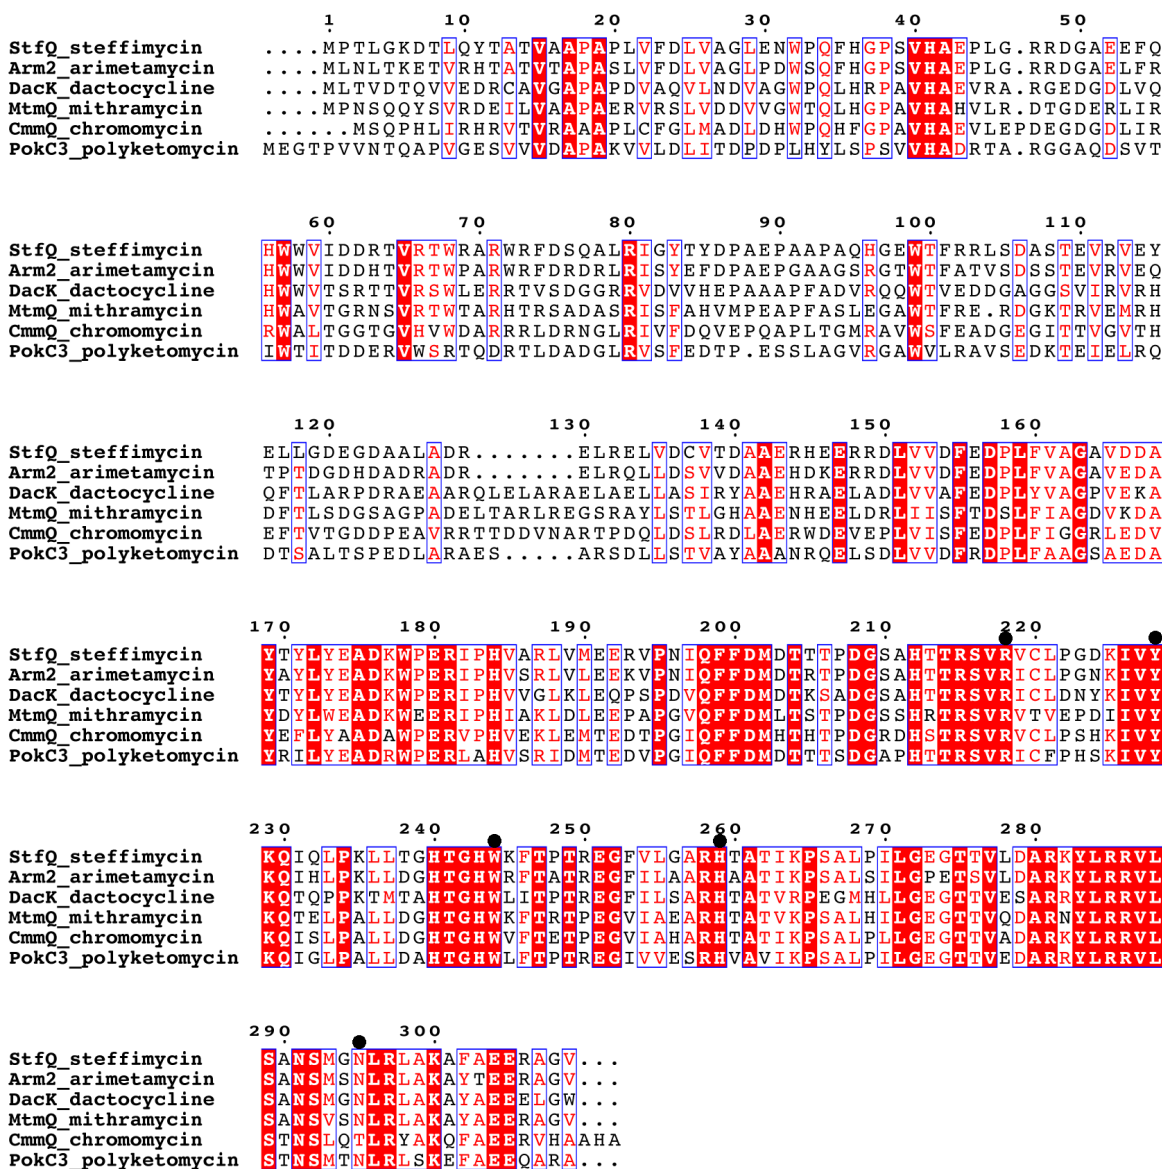 1 10 20 30 40 50
StfQ_steffimycin ....MPTLGKDTLQYTATVAAPAPLVFDLVAGLENWPQFHGPSVHAEPLG.RRDGAEEFQ
Arm2_arimetamycin ....MLNLTKETVRHTATVTAPASLVFDLVAGLPDWSQFHGPSVHAEPLG.RRDGAELFR
DacK_dactocycline ....MLTVDTQVVEDRCAVGAPAPDVAQVLNDVAGWPQLHRPAVHAEVRA.RGEDGDLVQ
MtmQ_mithramycin ....MPNSQQYSVRDEILVAAPAERVRSLVDDVVGWTQLHGPAVHAHVLR.DTGDERLIR
CmmQ_chromomycin ......MSQPHLIRHRVTVRAAAPLCFGLMADLDHWPQHFGPAVHAEVLEPDEGDGDLIR
PokC3_polyketomycin MEGTPVVNTQAPVGESVVVDAPAKVVLDLITDPDPLHYLSPSVVHADRTA.RGGAQDSVT
60 70 80 90 100 110
StfQ_steffimycin HWWVIDDRTVRTWRARWRFDSQALRIGYTYDPAEPAAPAQHGEWTFRRLSDASTEVRVEY
Arm2_arimetamycin HWWVIDDHTVRTWPARWRFDRDRLRISYEFDPAEPGAAGSRGTWTFATVSDSSTEVRVEQ
DacK_dactocycline HWWVTSRTTVRSWLERRTVSDGGRRVDVVHEPAAAPFADVRQQWTVEDDGAGGSVIRVRH
MtmQ_mithramycin HWAVTGRNSVRTWTARHTRSADASRISFAHVMPEAPFASLEGAWTFRE.RDGKTRVEMRH
CmmQ_chromomycin RWALTGGTGVHVWDARRRLDRNGLRIVFDQVEPQAPLTGMRAVWSFEADGEGITTVGVTH
PokC3_polyketomycin IWTITDDERVWSRTQDRTLDADGLRVSFEDTP.ESSLAGVRGAWVLRAVSEDKTEIELRQ
120 130 140 150 160
StfQ_steffimycin ELLGDEGDAALADR.......ELRELVDCVTDAAERHEERRDLVVDFEDPLFVAGAVDDA
Arm2_arimetamycin TPTDGDHDADRADR.......ELRQLLDSVVDAAEHDKERRDLVVDFEDPLFVAGAVEDA
DacK_dactocycline QFTLARPDRAEAARQLELARAELAELLASIRYAAEHRAELADLVVAFEDPLYVAGPVEKA
MtmQ_mithramycin DFTLSDGSAGPADELTARLREGSRAYLSTLGHAAENHEELDRLIISFTDSLFIAGDVKDA
CmmQ_chromomycin EFTVTGDDPEAVRRTTDDVNARTPDQLDSLRDLAERWDEVEPLVISFEDPLFIGGRLEDV
PokC3_polyketomycin DTSALTSPEDLARAES.....ARSDLLSTVAYAAANRQELSDLVVDFRDPLFAAGSAEDA
170 180 190 200 210 220
StfQ_steffimycin YTYLYEADKWPERIPHVARLVMEERVPNIQFFDMDTTTPDGSAHTTRSVRVCLPGDKIVY
Arm2_arimetamycin YAYLYEADKWPERIPHVSRLVLEEKVPNIQFFDMDTRTPDGSAHTTRSVRICLPGNKIVY
DacK_dactocycline YTYLYEADKWPERIPHVVGLKLEQPSPDVQFFDMDTKSADGSAHTTRSVRICLDNYKIVY
MtmQ_mithramycin YDYLWEADKWEERIPHIAKLDLEEPAPGVQFFDMLTSTPDGSSHRTRSVRVTVEPDIIVY
CmmQ_chromomycin YEFLYAADAWPERVPHVEKLEMTEDTPGIQFFDMHTHTPDGRDHSTRSVRVCLPSHKIVY
PokC3_polyketomycin YRILYEADRWPERLAHVSRIDMTEDVPGIQFFDMDTTTSDGAPHTTRSVRICFPHSKIVY
230 240 250 260 270 280
StfQ_steffimycin KQIQLPKLLTGHTGHWKFTPTREGFVLGARHTATIKPSALPILGEGTTVLDARKYLRRVL
Arm2_arimetamycin KQIHLPKLLDGHTGHWRFTATREGFILAARHAATIKPSALSILGPETSVLDARKYLRRVL
DacK_dactocycline KQTQPPKTMTAHTGHWLITPTREGFILSARHTATVRPEGMHLLGEGTTVESARKYLRRVL
MtmQ_mithramycin KQTELPALLDGHTGHWKFTRTPEGVIAEARHTATVKPSALHILGEGTTVQDARNYLRRVL
CmmQ_chromomycin KQISLPALLDGHTGHWVFTETPEGVIAHARHTATIKPSALPLLGEGTTVADARKYLRRVL
PokC3_polyketomycin KQIGLPALLDAHTGHWLFTPTREGIVVESRHVAVIKPSALPILGEGTTVEDARRYLRRVL
290 300
StfQ_steffimycin SANSMGNLRLAKAFAEERAGV...
Arm2_arimetamycin SANSMSNLRLAKAYTEERAGV...
DacK_dactocycline SANSMGNLRLAKAYAEEELGW...
MtmQ_mithramycin SANSVSNLRLAKAYAEERAGV...
CmmQ_chromomycin STNSLQTLRYAKQFAEERVHAAHA
PokC3_polyketomycin STNSMTNLRLSKEFAEEQARA...